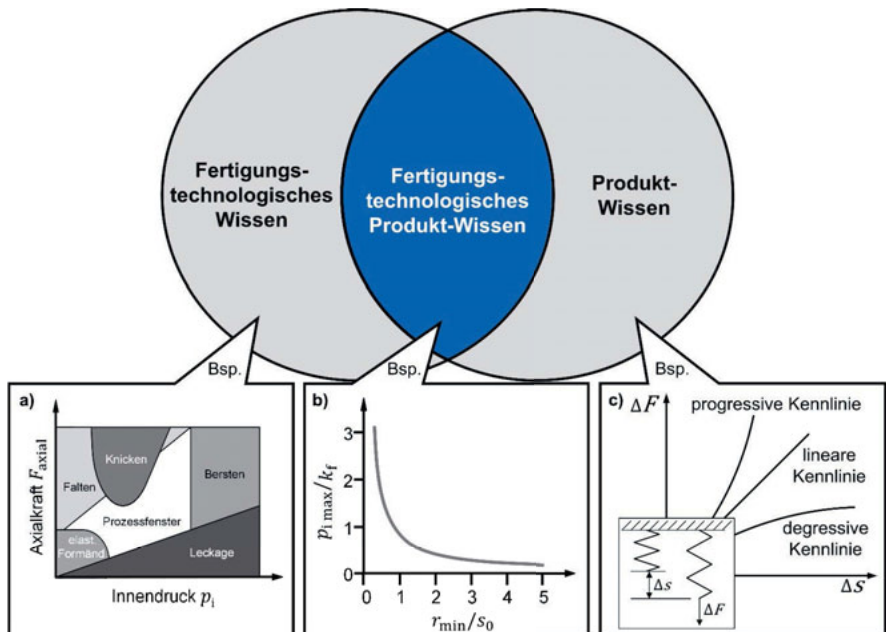 Fertigungs-
technologisches
Wissen
Fertigungs-
technologisches
Produkt-Wissen
Produkt-
Wissen
Bsp.
Bsp.
Bsp.
a)
Axialkraft F_axial
Knicken
Falten
Bersten
Prozessfenster
elast.
Formänd.
Leckage
Innendruck p_i
b)
p_i max/k_f
3
2
1
0
0 1 2 3 4 5
r_min/s_0
c)
ΔF
progressive Kennlinie
lineare
Kennlinie
degressive
Kennlinie
Δs
ΔF
Δs